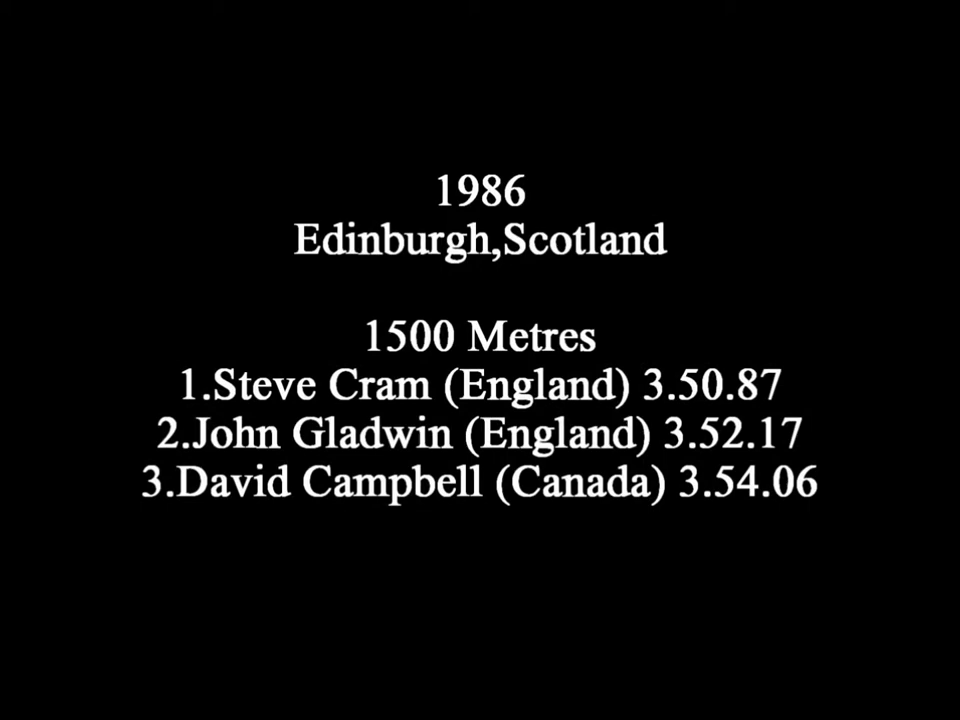 1986
Edinburgh,Scotland
1500 Metres
1.Steve Cram (England) 3.50.87
2.John Gladwin (England) 3.52.17
3.David Campbell (Canada) 3.54.06